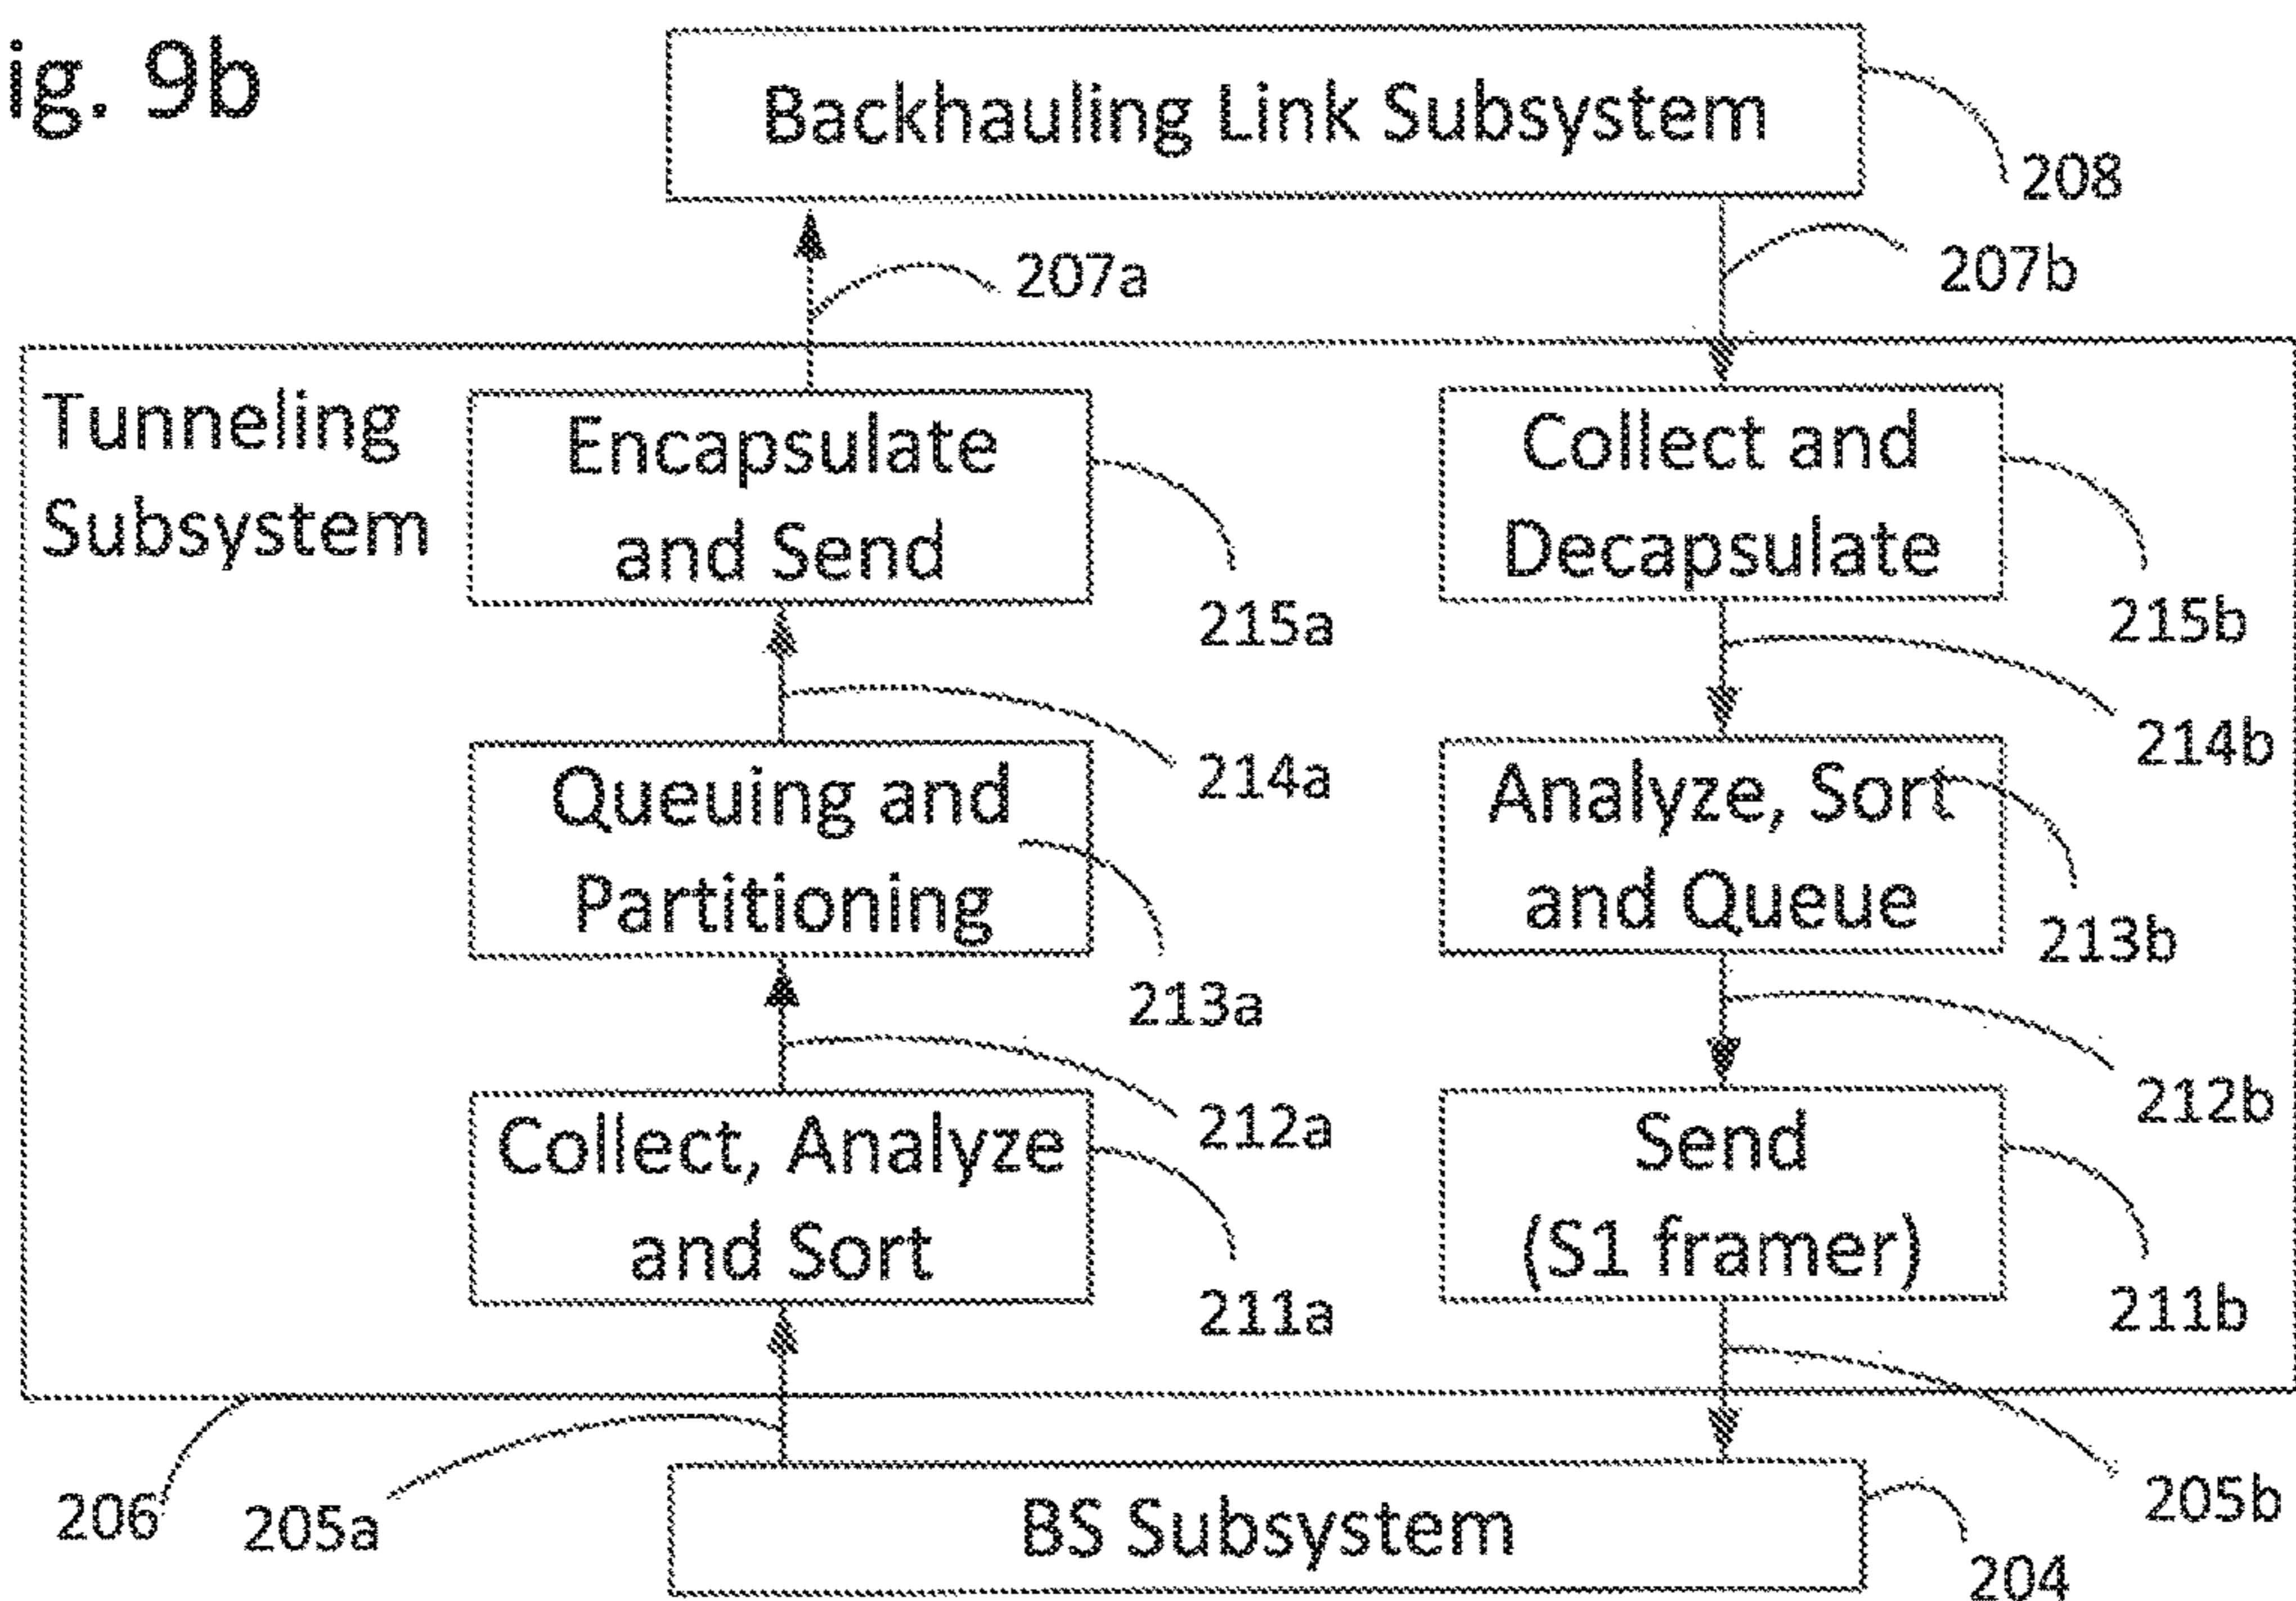 ig. 9b
Backhauling Link Subsystem
208
207a
207b
Tunneling
Subsystem
Encapsulate
and Send
215a
Collect and
Decapsulate
215b
214a
214b
Queuing and
Partitioning
213a
Analyze, Sort
and Queue
213b
212a
212b
Collect, Analyze
and Sort
211a
Send
(S1 framer)
211b
206
205a
205b
BS Subsystem
204